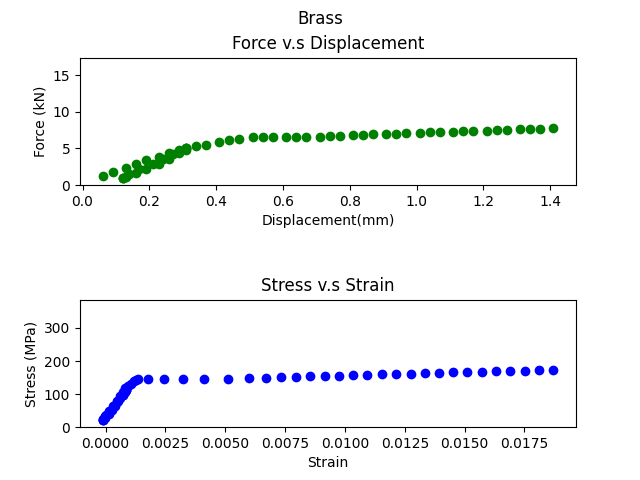 Brass
Force v.s Displacement
15
10
5
0
Force (kN)
0.0 0.2 0.4 0.6 0.8 1.0 1.2 1.4
Displacement(mm)
Stress v.s Strain
300
200
100
0
Stress (MPa)
0.0000 0.0025 0.0050 0.0075 0.0100 0.0125 0.0150 0.0175
Strain